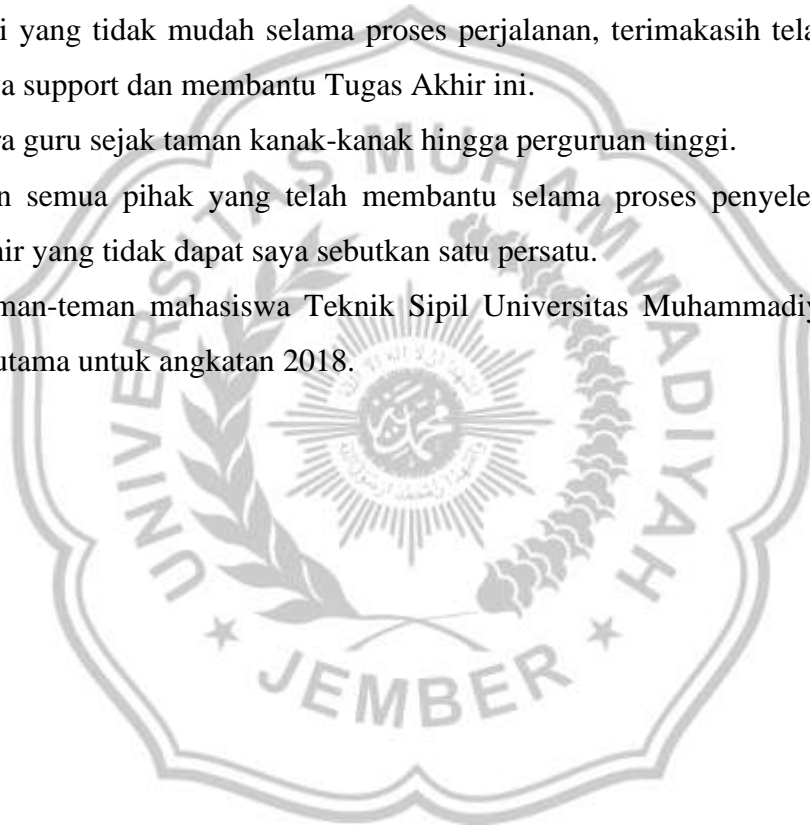 i yang tidak mudah selama proses perjalanan, terimakasih tela
a support dan membantu Tugas Akhir ini.
ra guru sejak taman kanak-kanak hingga perguruan tinggi.
n semua pihak yang telah membantu selama proses penyele
ir yang tidak dapat saya sebutkan satu persatu.
man-teman mahasiswa Teknik Sipil Universitas Muhammadiy
utama untuk angkatan 2018.
UNIVERSITAS MUHAMMADIYAH
JEMBER